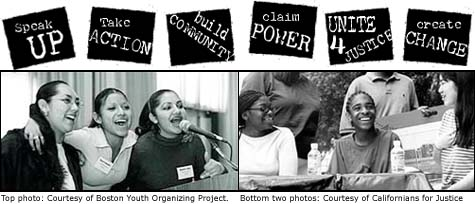 Speak UP
Take ACTION
build COMMUNITY
claim POWER
UNITE 4 JUSTICE
create CHANGE
Top photo: Courtesy of Boston Youth Organizing Project.
Bottom two photos: Courtesy of Californians for Justice